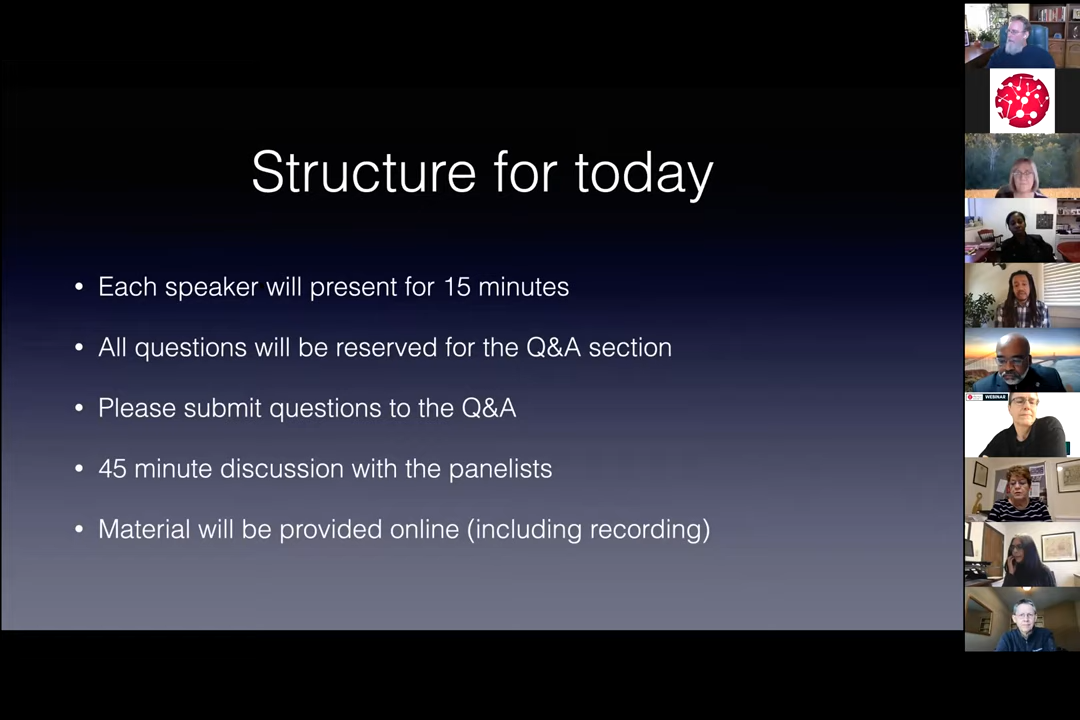 Structure for today
• Each speaker will present for 15 minutes
• All questions will be reserved for the Q&A section
• Please submit questions to the Q&A
• 45 minute discussion with the panelists
• Material will be provided online (including recording)
WEBINAR